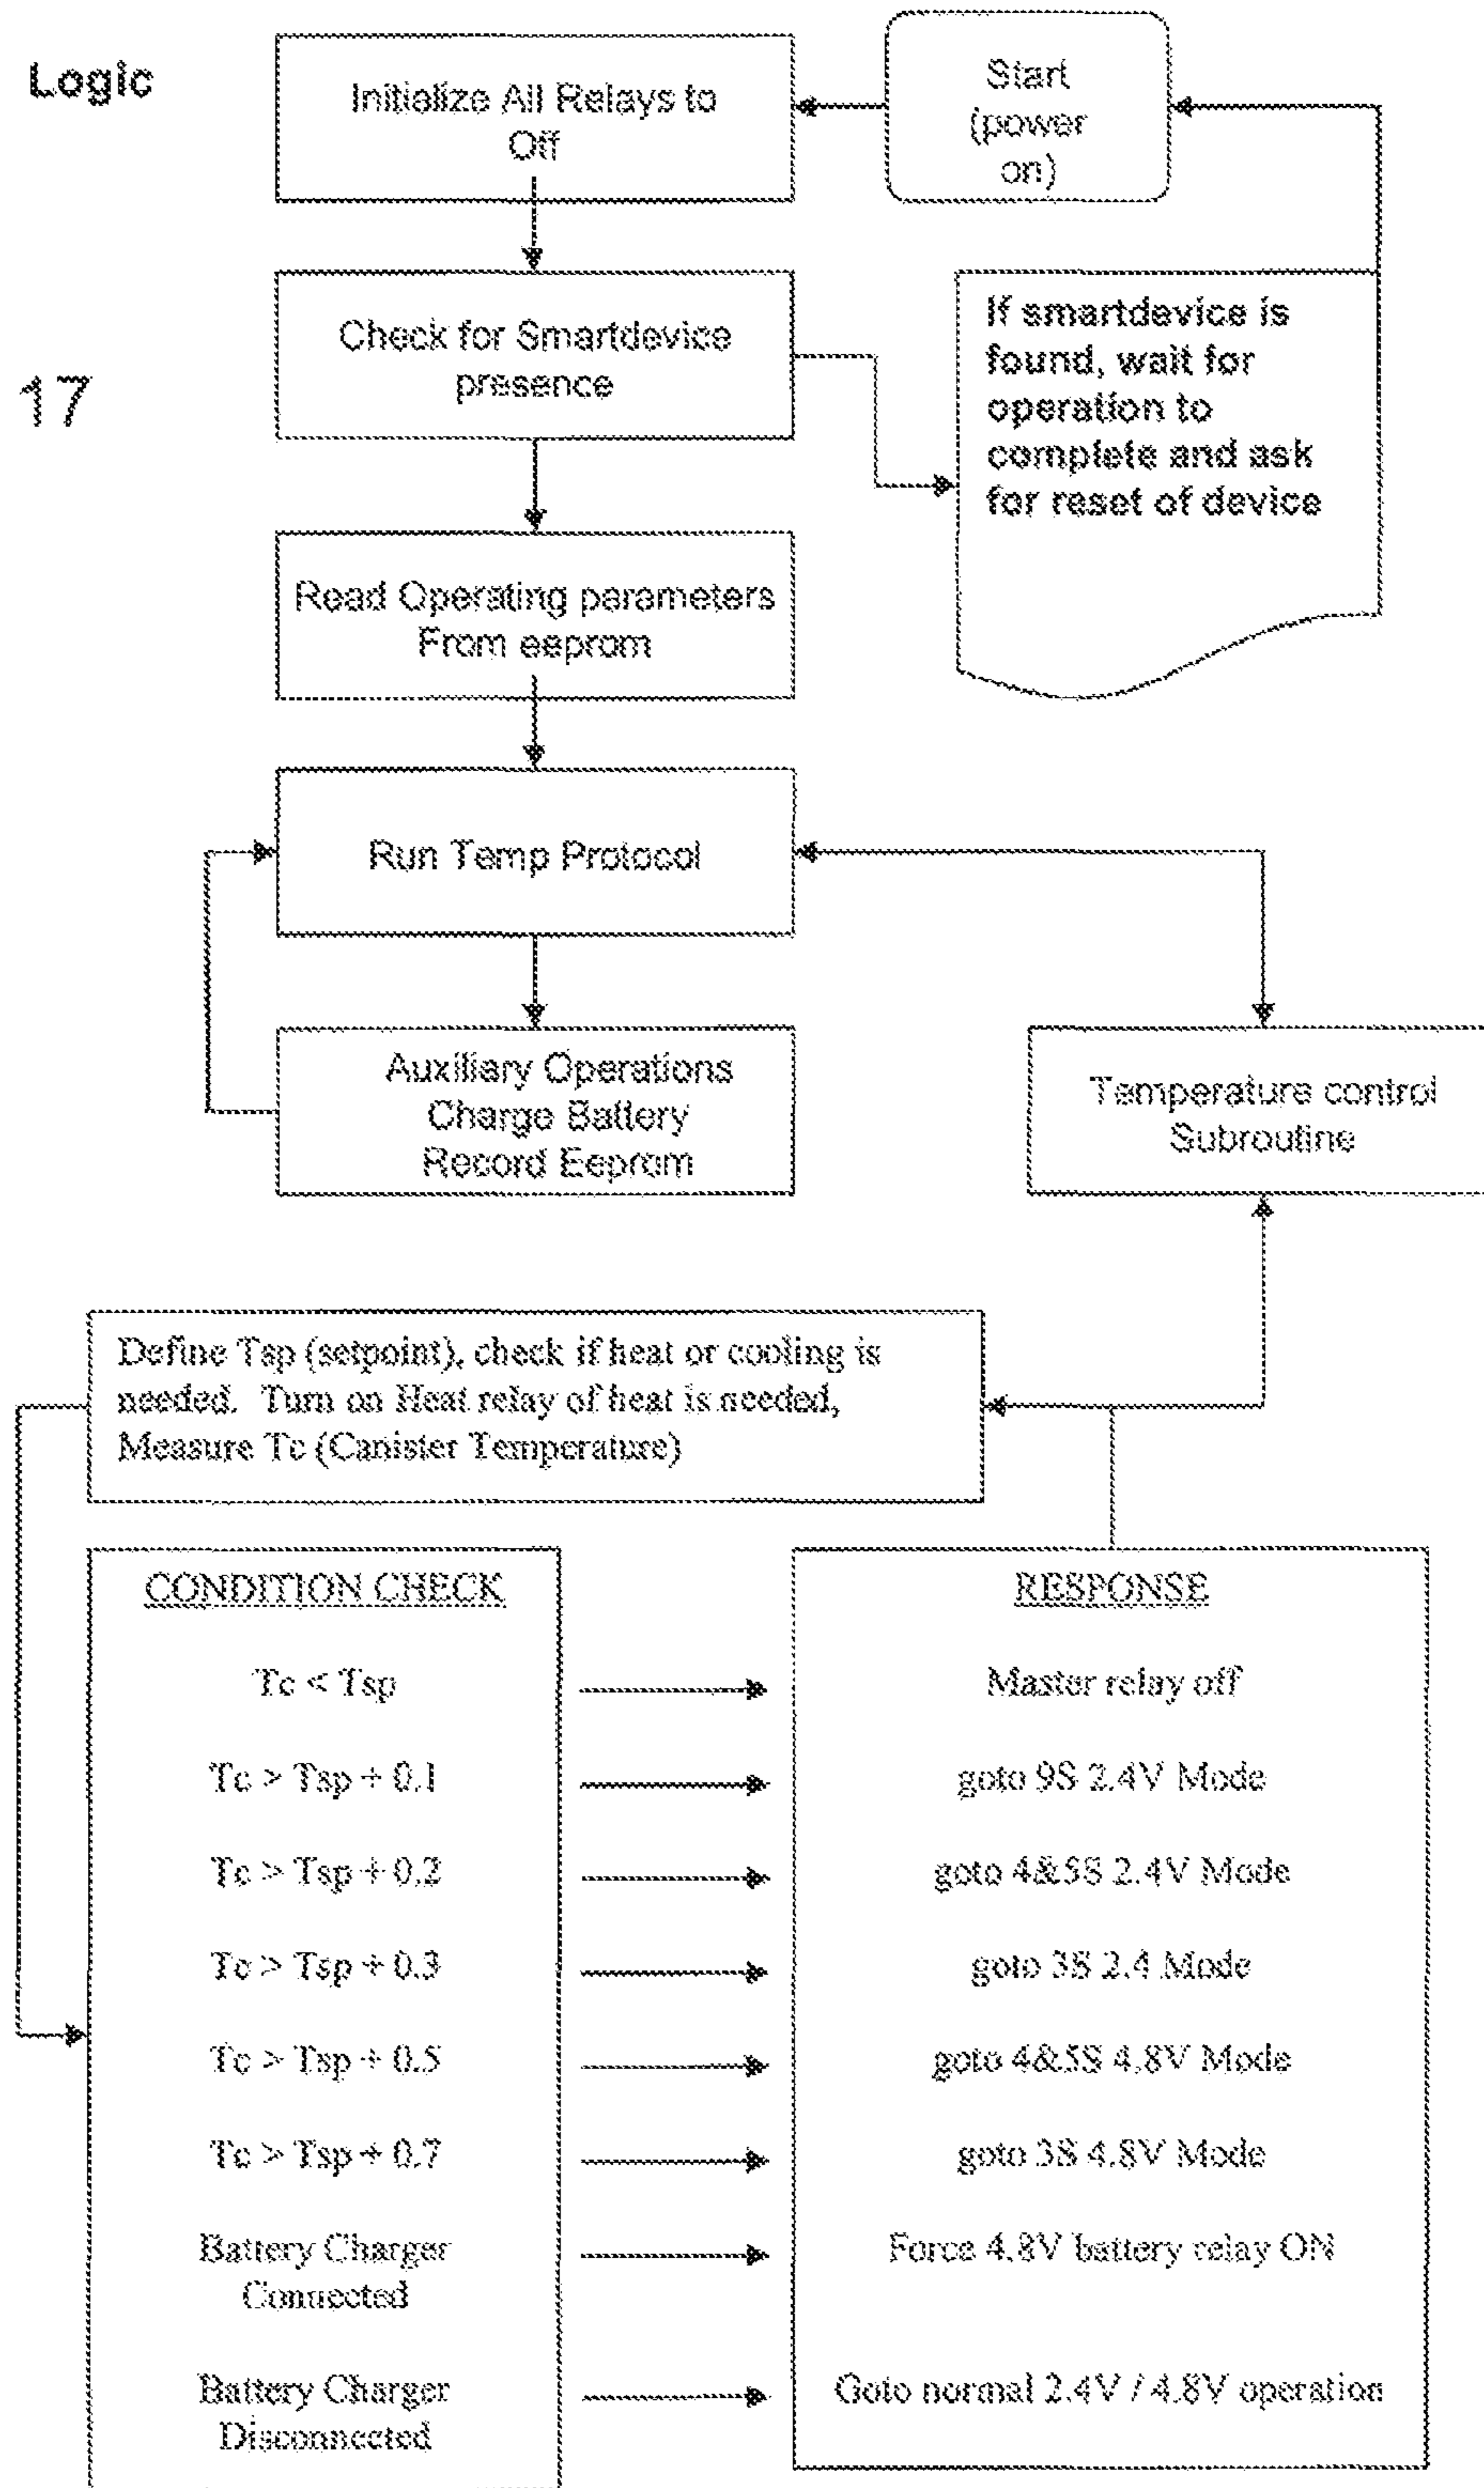 Logic
Initialize All Relays to
Off
Start
(power
on)
17
Check for Smartdevice
presence
If smartdevice is
found, wait for
operation to
complete and ask
for reset of device
Read Operating parameters
From eeprom
Run Temp Protocol
Auxiliary Operations
Charge Battery
Record Eeprom
Temperature control
Subroutine
Define Tsp (setpoint), check if heat or cooling is
needed. Turn on Heat relay of heat is needed,
Measure Tc (Canister Temperature)
CONDITION CHECK
RESPONSE
Tc < Tsp
Master relay off
Tc > Tsp + 0.1
goto 9S 2.4V Mode
Tc > Tsp + 0.2
goto 4&5S 2.4V Mode
Tc > Tsp + 0.3
goto 3S 2.4 Mode
Tc > Tsp + 0.5
goto 4&5S 4.8V Mode
Tc > Tsp + 0.7
goto 3S 4.8V Mode
Battery Charger
Connected
Force 4.8V battery relay ON
Battery Charger
Disconnected
Goto normal 2.4V / 4.8V operation